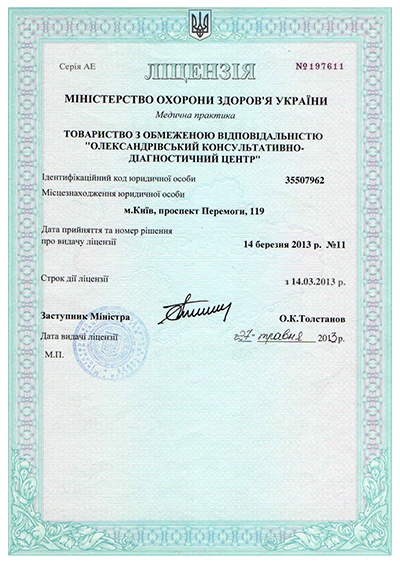 Серія АЕ ЛІЦЕНЗІЯ №197611
МІНІСТЕРСТВО ОХОРОНИ ЗДОРОВ'Я УКРАЇНИ
Медична практика
ТОВАРИСТВО З ОБМЕЖЕНОЮ ВІДПОВІДАЛЬНІСТЮ
"ОЛЕКСАНДРІВСЬКИЙ КОНСУЛЬТАТИВНО-
ДІАГНОСТИЧНИЙ ЦЕНТР"
Ідентифікаційний код юридичної особи 35507962
Місцезнаходження юридичної особи
м.Київ, проспект Перемоги, 119
Дата прийняття та номер рішення
про видачу ліцензії 14 березня 2013 р. №11
Строк дії ліцензії з 14.03.2013 р.
Заступник Міністра О.К.Толстанов
Дата видачі ліцензії 27 травня 2013р.
М.П.